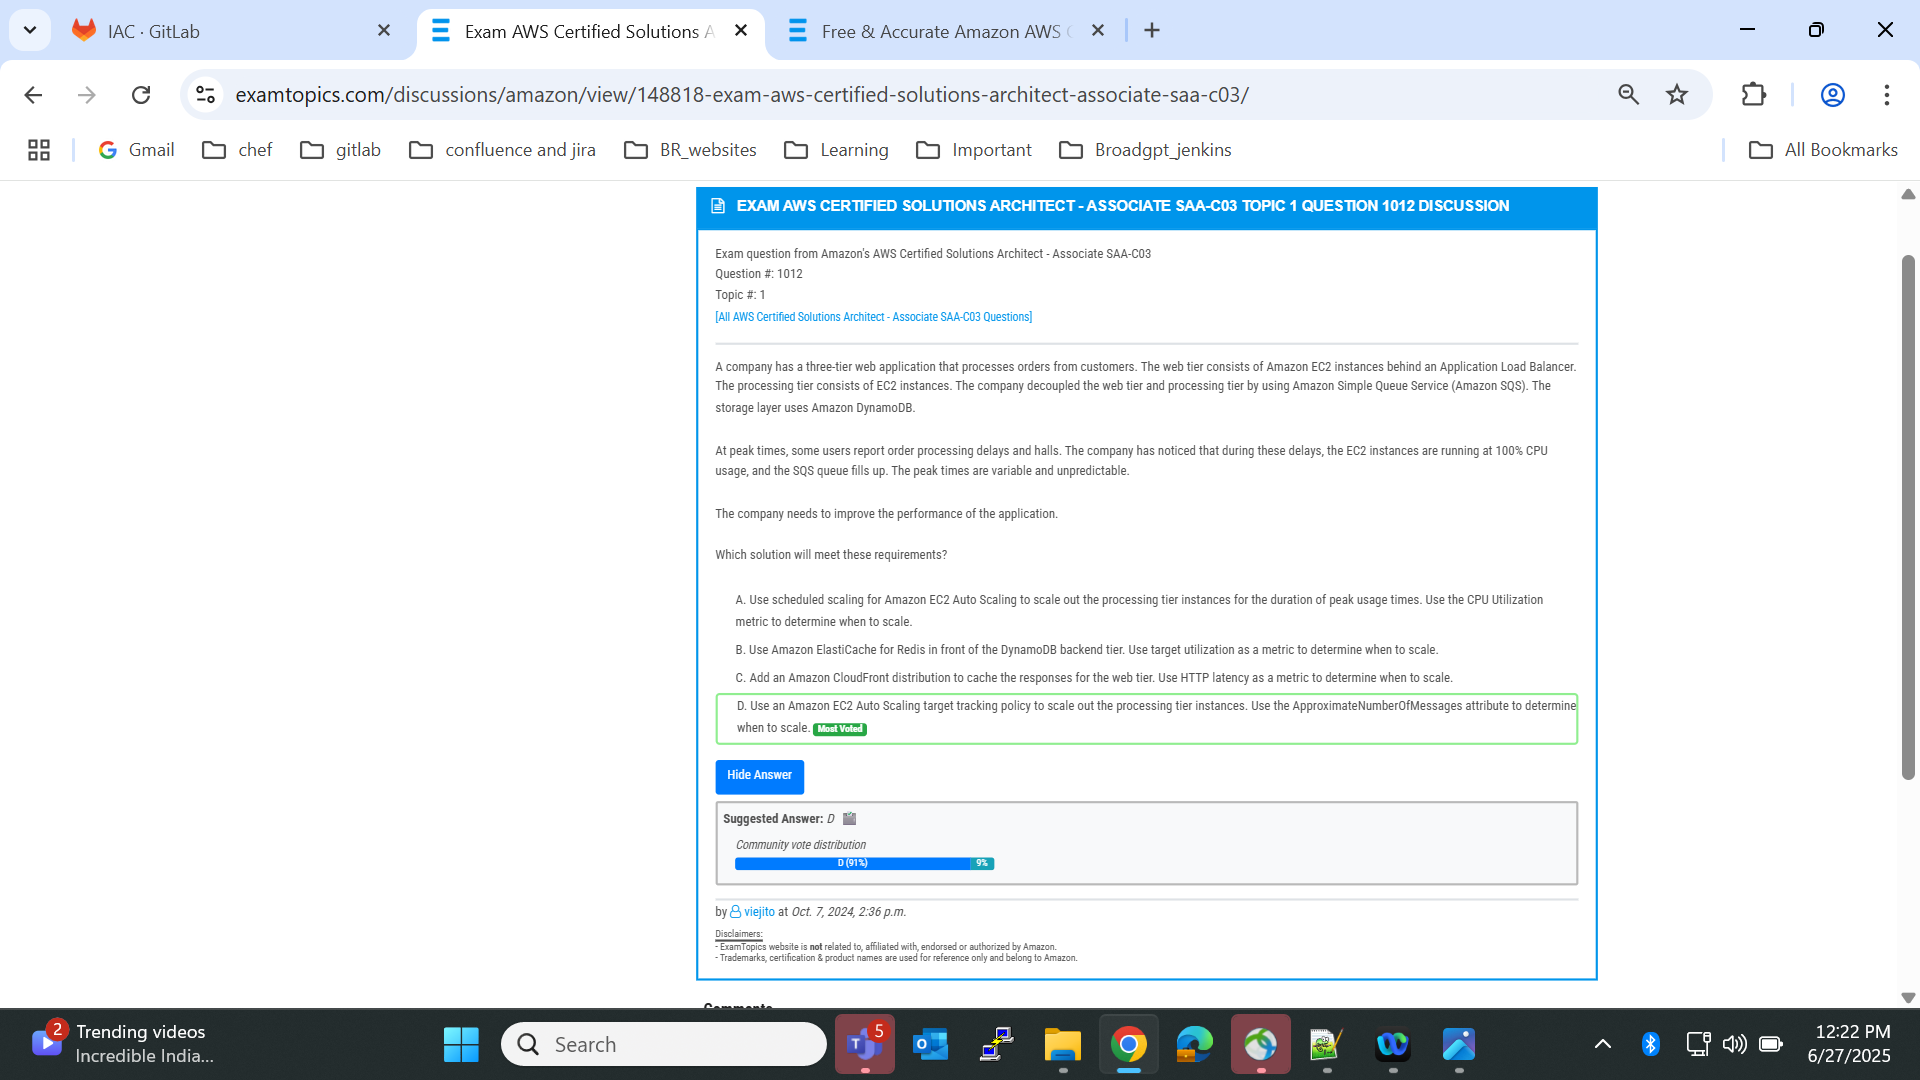 IAC · GitLab
Exam AWS Certified Solutions A
Free & Accurate Amazon AWS C
examtopics.com/discussions/amazon/view/148818-exam-aws-certified-solutions-architect-associate-saa-c03/
Gmail
chef
gitlab
confluence and jira
BR_websites
Learning
Important
Broadgpt_jenkins
All Bookmarks
EXAM AWS CERTIFIED SOLUTIONS ARCHITECT - ASSOCIATE SAA-C03 TOPIC 1 QUESTION 1012 DISCUSSION
Exam question from Amazon's AWS Certified Solutions Architect - Associate SAA-C03
Question #: 1012
Topic #: 1
[All AWS Certified Solutions Architect - Associate SAA-C03 Questions]
A company has a three-tier web application that processes orders from customers. The web tier consists of Amazon EC2 instances behind an Application Load Balancer.
The processing tier consists of EC2 instances. The company decoupled the web tier and processing tier by using Amazon Simple Queue Service (Amazon SQS). The
storage layer uses Amazon DynamoDB.
At peak times, some users report order processing delays and halls. The company has noticed that during these delays, the EC2 instances are running at 100% CPU
usage, and the SQS queue fills up. The peak times are variable and unpredictable.
The company needs to improve the performance of the application.
Which solution will meet these requirements?
A. Use scheduled scaling for Amazon EC2 Auto Scaling to scale out the processing tier instances for the duration of peak usage times. Use the CPU Utilization
metric to determine when to scale.
B. Use Amazon ElastiCache for Redis in front of the DynamoDB backend tier. Use target utilization as a metric to determine when to scale.
C. Add an Amazon CloudFront distribution to cache the responses for the web tier. Use HTTP latency as a metric to determine when to scale.
D. Use an Amazon EC2 Auto Scaling target tracking policy to scale out the processing tier instances. Use the ApproximateNumberOfMessages attribute to determine
when to scale. Most Voted
Hide Answer
Suggested Answer: D
Community vote distribution
D (91%) 9%
by viejito at Oct. 7, 2024, 2:36 p.m.
Disclaimers:
- ExamTopics website is not related to, affiliated with, endorsed or authorized by Amazon.
- Trademarks, certification & product names are used for reference only and belong to Amazon.
Comments
2
Trending videos
Incredible India...
Search
5
12:22 PM
6/27/2025